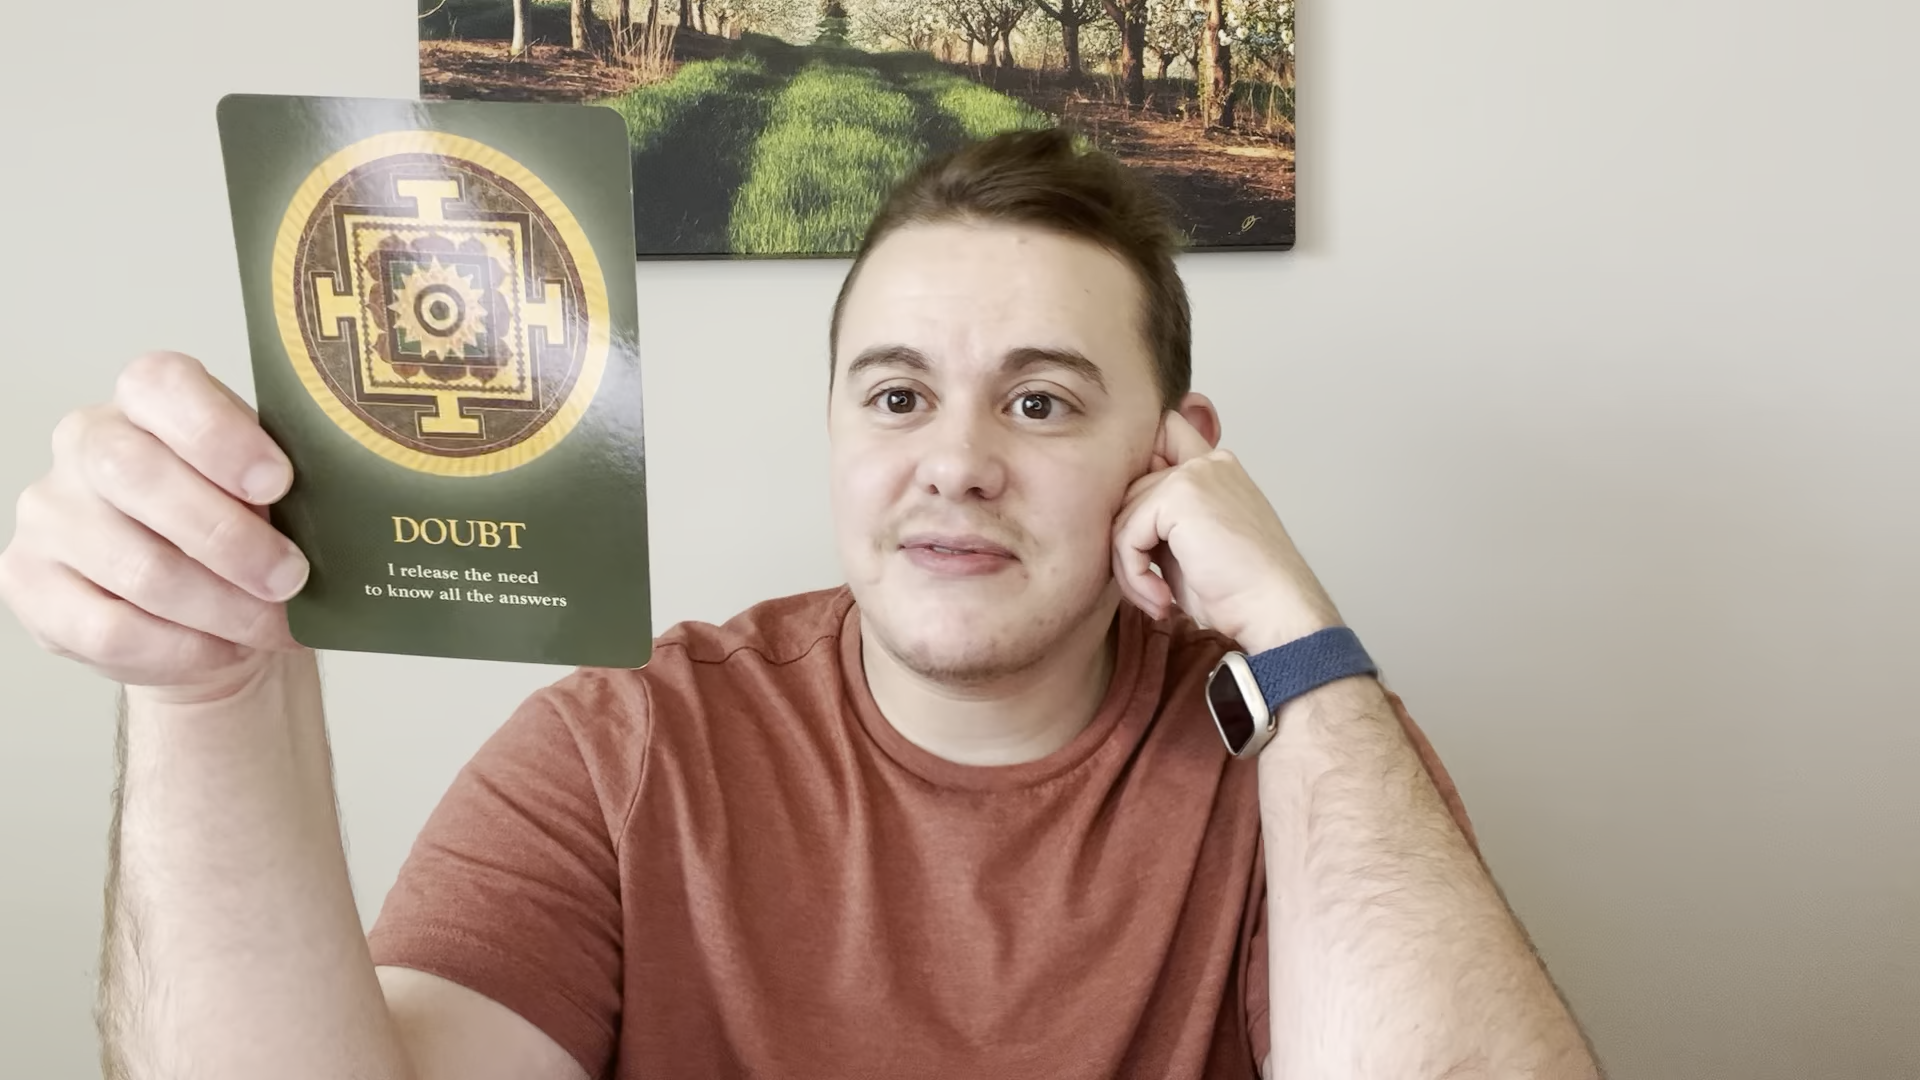 DOUBT
I release the need
to know all the answers